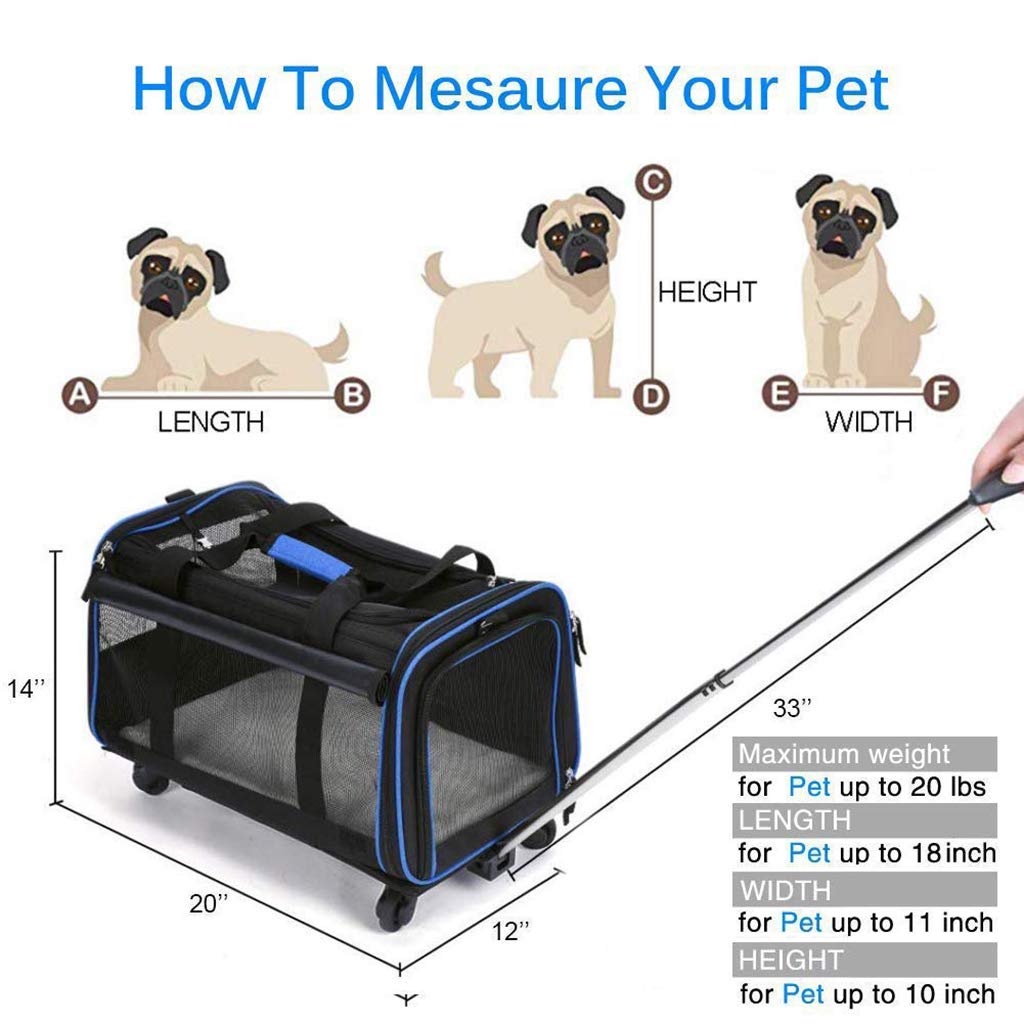 How To Mesaure Your Pet
C
HEIGHT
A
B
D
E
F
LENGTH
WIDTH
14’’
33’’
20’’
12’’
Maximum weight
for Pet up to 20 lbs
LENGTH
for Pet up to 18 inch
WIDTH
for Pet up to 11 inch
HEIGHT
for Pet up to 10 inch